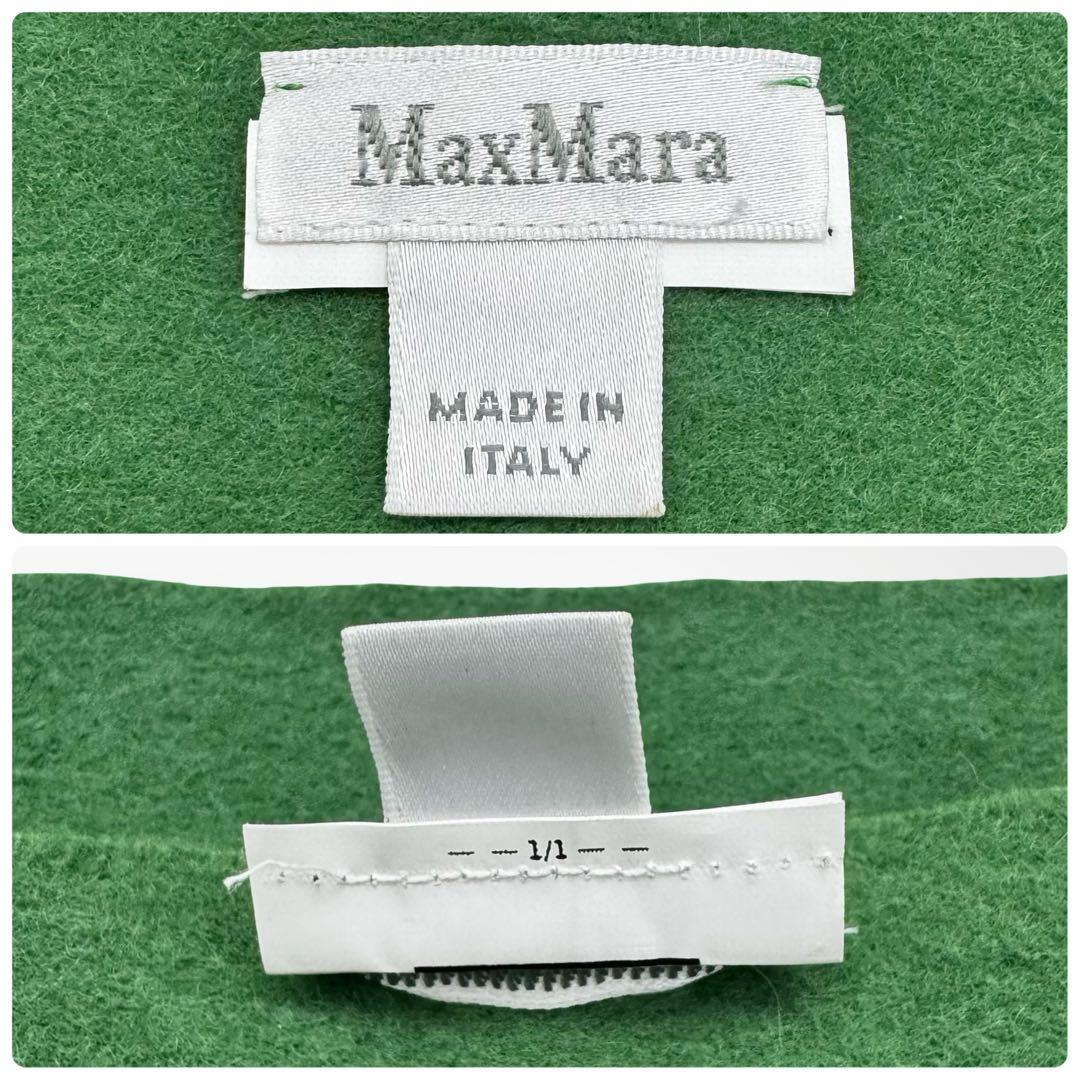 MaxMara
MADE IN
ITALY
— — 1/1 — —